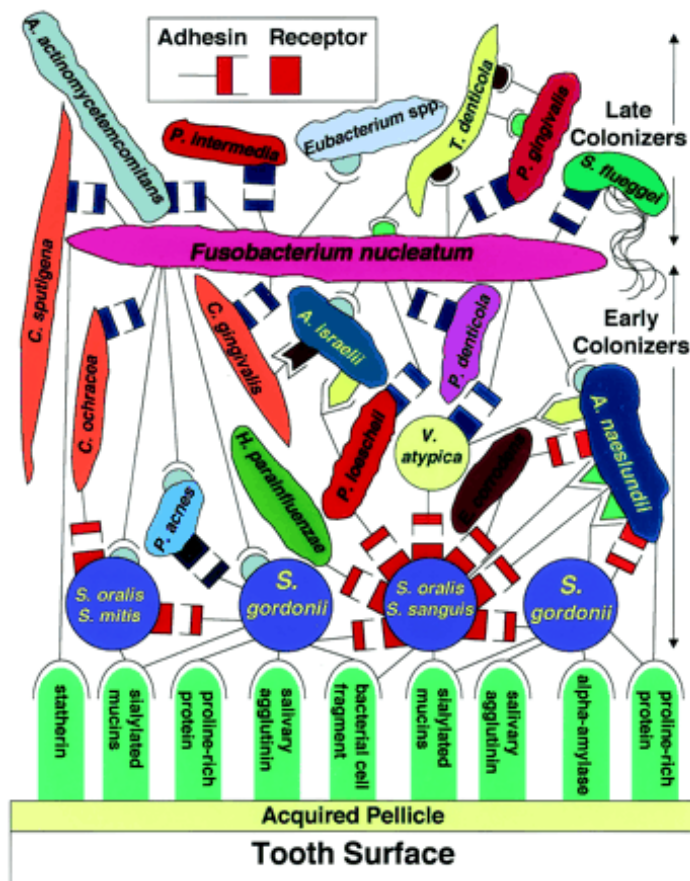 Adhesin Receptor
A. actinomycetemcomitans
P. Intermedia
Eubacterium spp.
T. denticola
P. gingivalis
Late
Colonizers
S. flueggei
Fusobacterium nucleatum
C. sputigena
C. ochracea
C. gingivalis
A. israelii
P. denticola
Early
Colonizers
A. naeslundii
H. parainfluenzae
P. loescheii
V.
atypica
E. corrodens
P. acnes
S. oralis
S. mitis
S.
gordonii
S. oralis
S. sanguis
S.
gordonii
statherin
sialylated
mucins
proline-rich
protein
salivary
agglutinin
bacterial cell
fragment
sialylated
mucins
salivary
agglutinin
alpha-amylase
proline-rich
protein
Acquired Pellicle
Tooth Surface